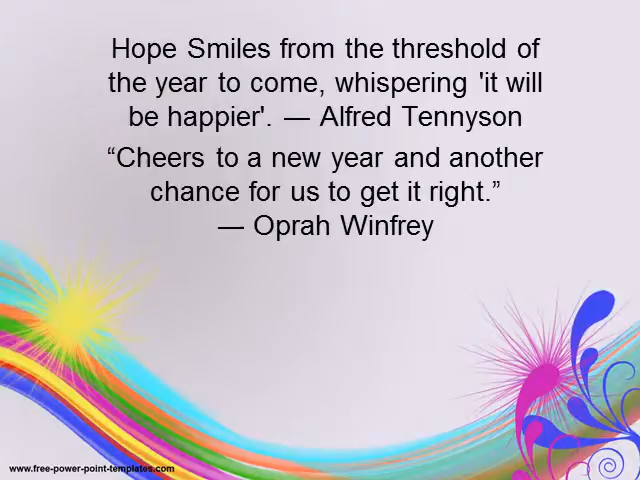 Hope Smiles from the threshold of
the year to come, whispering 'it will
be happier'. — Alfred Tennyson
“Cheers to a new year and another
chance for us to get it right.”
— Oprah Winfrey
www.free-power-point-templates.com